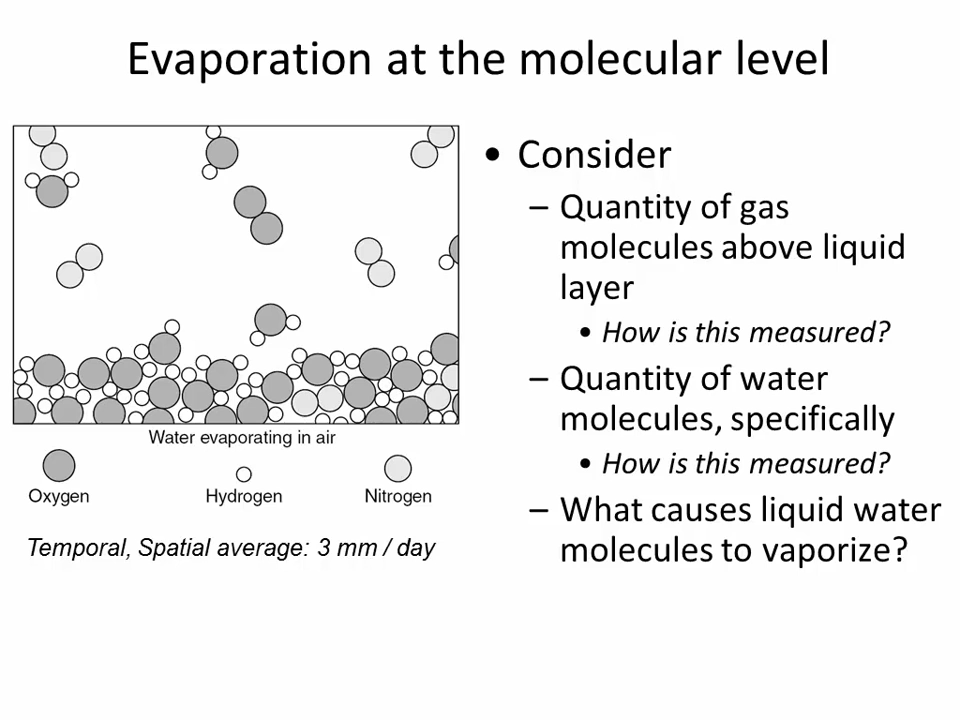 Evaporation at the molecular level
Water evaporating in air
Oxygen Hydrogen Nitrogen
Temporal, Spatial average: 3 mm / day
• Consider
– Quantity of gas
molecules above liquid
layer
• How is this measured?
– Quantity of water
molecules, specifically
• How is this measured?
– What causes liquid water
molecules to vaporize?